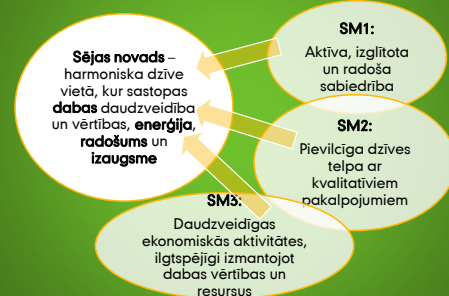 Sējas novads –
harmoniska dzīve
vietā, kur sastopas
dabas daudzveidība
un vērtības, enerģija,
radošums un
izaugsme
SM1:
Aktīva, izglītota
un radoša
sabiedrība
SM2:
Pievilcīga dzīves
telpa ar
kvalitatīviem
pakalpojumiem
SM3:
Daudzveidīgas
ekonomiskās aktivitātes,
ilgtspējīgi izmantojot
dabas vērtības un
resursus